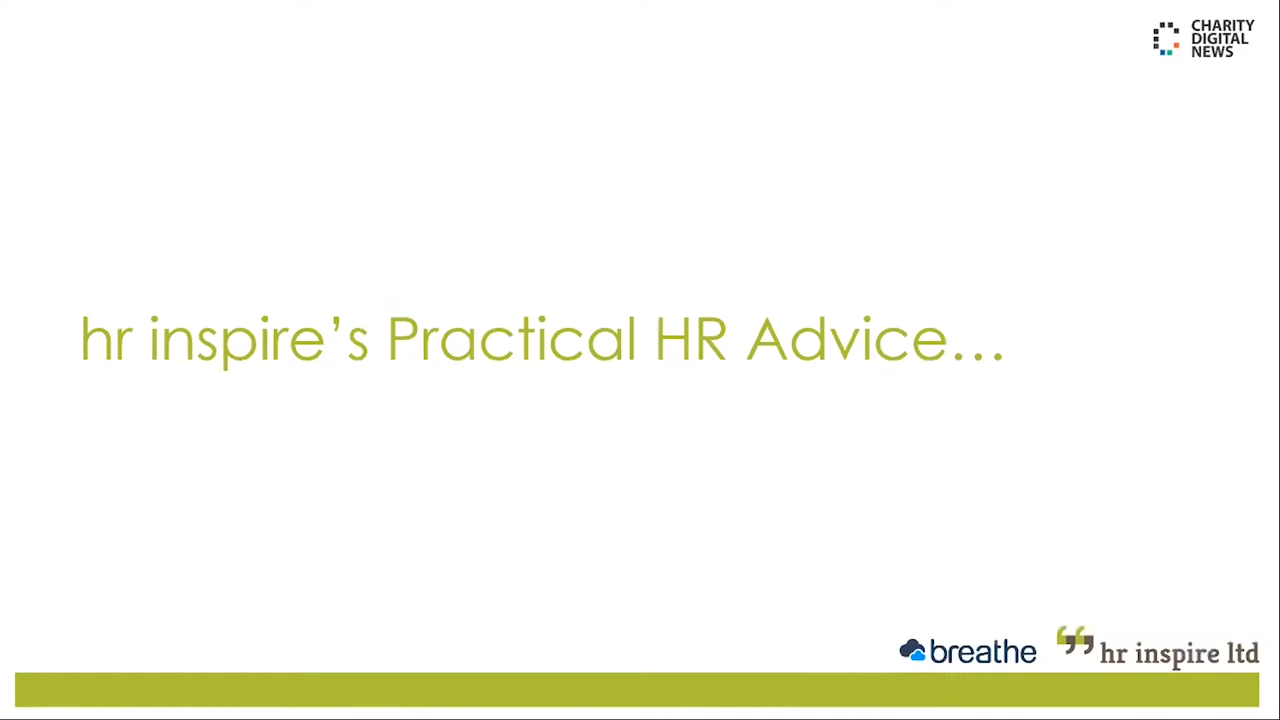 CHARITY
DIGITAL
NEWS
hr inspire’s Practical HR Advice…
breathe
hr inspire ltd